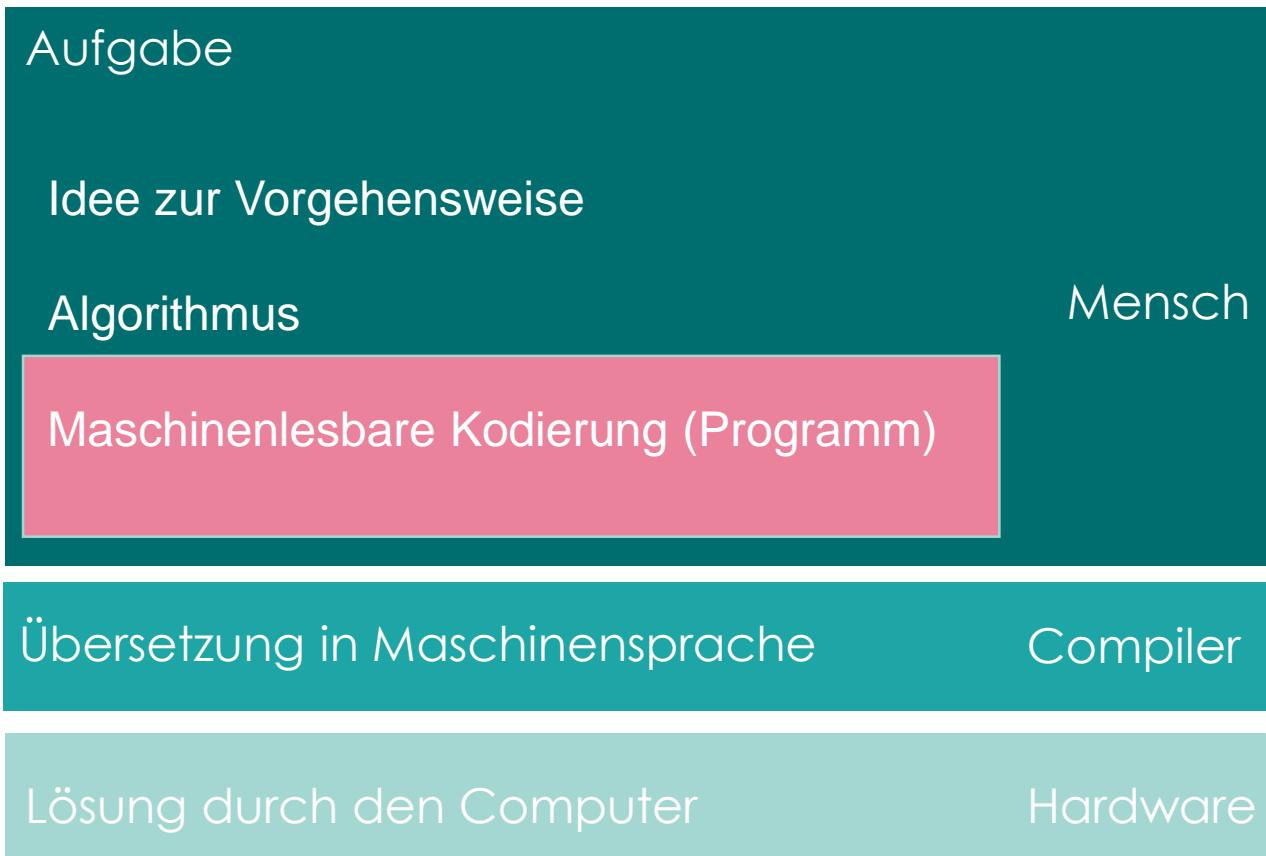 Aufgabe
Idee zur Vorgehensweise
Algorithmus
Mensch
Maschinenlesbare Kodierung (Programm)
Übersetzung in Maschinensprache
Compiler
Lösung durch den Computer
Hardware